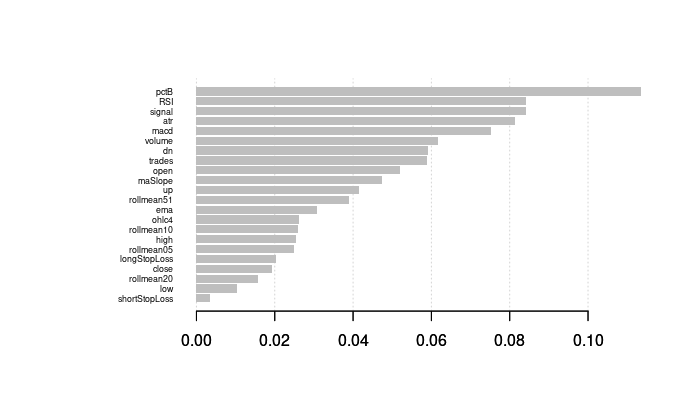 pctB
RSI
signal
atr
macd
volume
dn
trades
open
maSlope
up
rollmean51
ema
ohlc4
rollmean10
high
rollmean05
longStopLoss
close
rollmean20
low
shortStopLoss
0.00 0.02 0.04 0.06 0.08 0.10